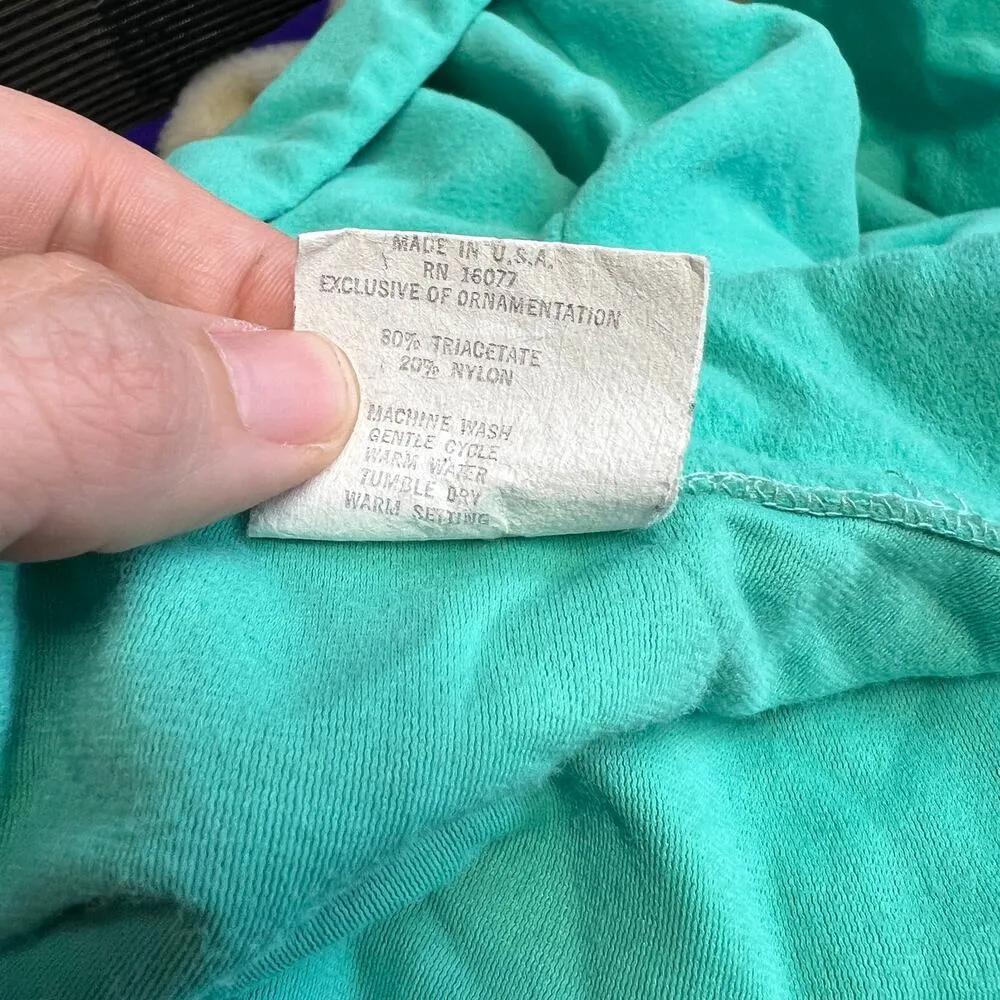 MADE IN U.S.A.
RN 16077
EXCLUSIVE OF ORNAMENTATION
80% TRIACETATE
20% NYLON
MACHINE WASH
GENTLE CYCLE
WARM WATER
TUMBLE DRY
WARM SETTING